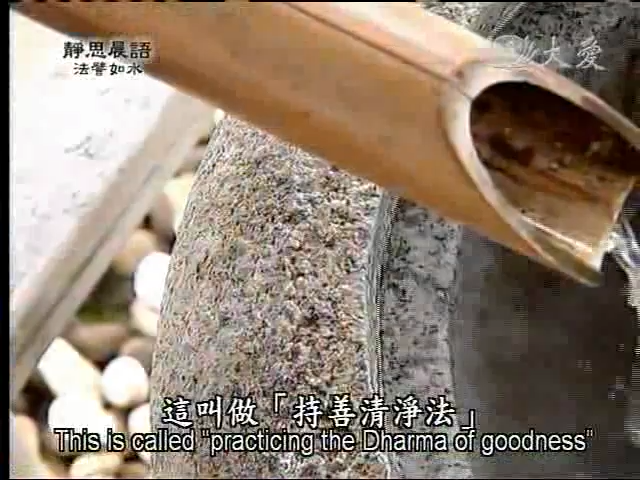 靜思晨語
法譬如水
大愛
這叫做「持善清淨法」
This is called "practicing the Dharma of goodness"